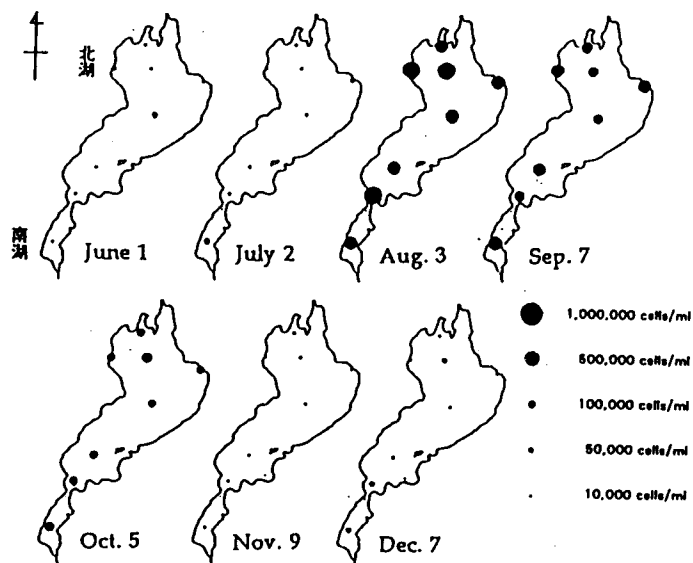 北湖
南湖
June 1
July 2
Aug. 3
Sep. 7
1,000,000 cells/ml
500,000 cells/ml
100,000 cells/ml
50,000 cells/ml
10,000 cells/ml
Oct. 5
Nov. 9
Dec. 7